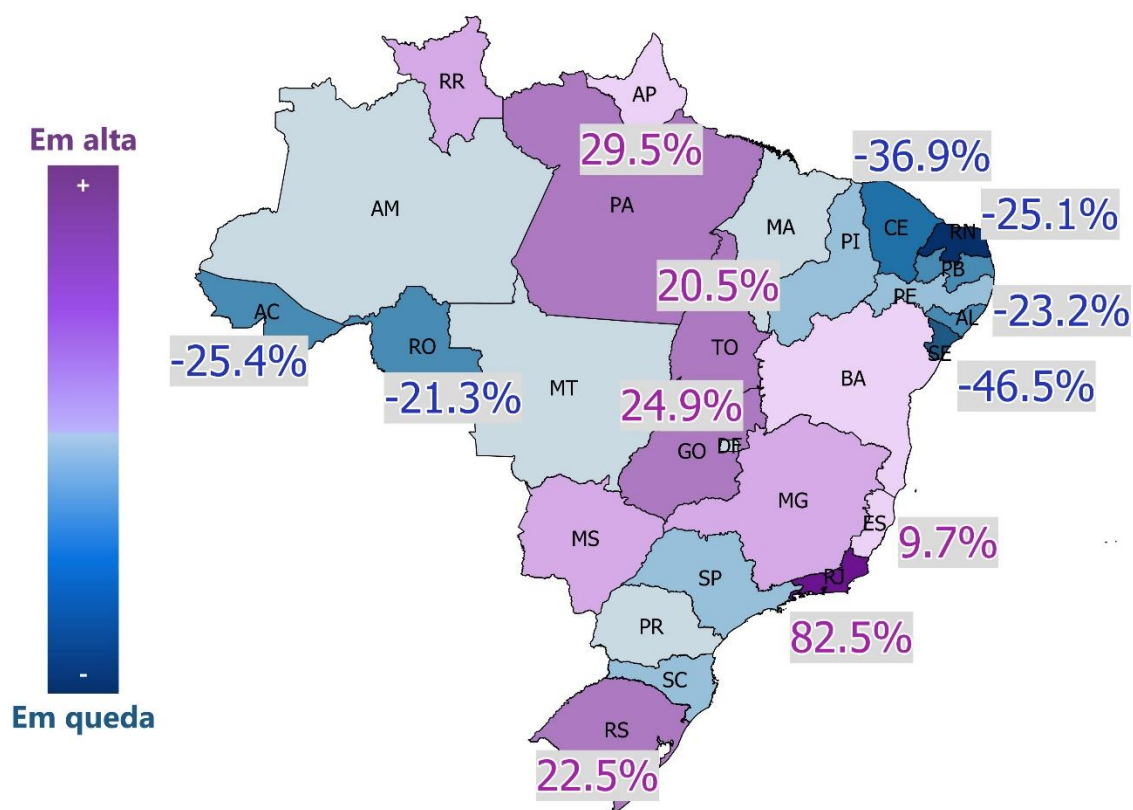 Em alta
+
-
Em queda
RR
AP
29.5%
-36.9%
AM
PA
MA
PI
CE
RN
-25.1%
PB
20.5%
PE
AL
-23.2%
AC
RO
TO
SE
-25.4%
-21.3%
MT
24.9%
BA
-46.5%
GO
DF
MG
ES
9.7%
MS
SP
RJ
82.5%
PR
SC
RS
22.5%